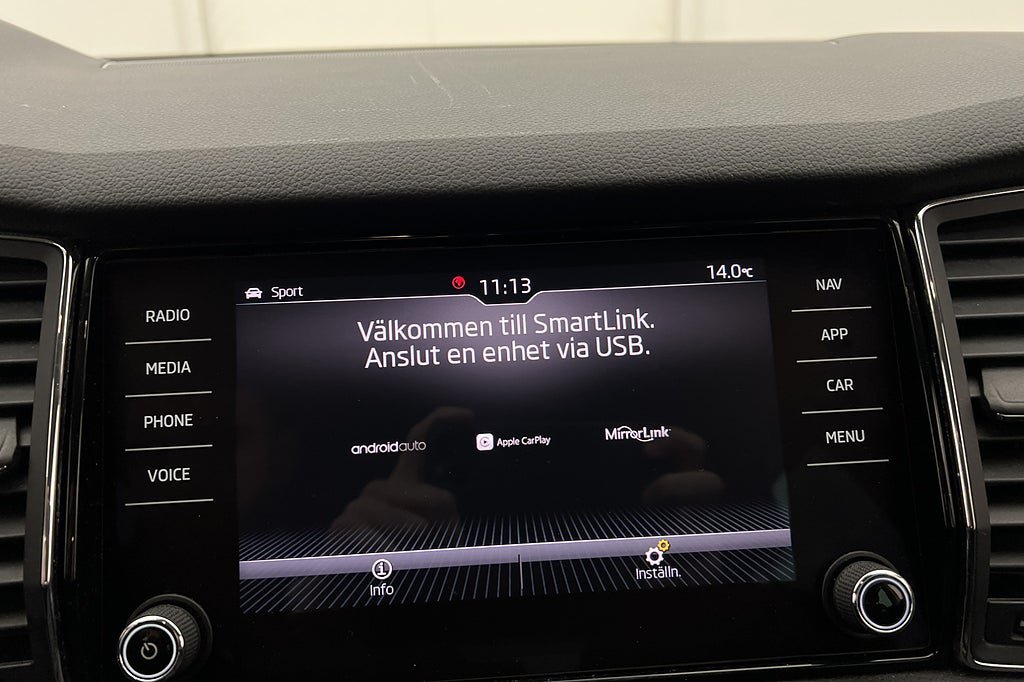 Sport
11:13
14.0°C
RADIO
MEDIA
PHONE
VOICE
Välkommen till SmartLink.
Anslut en enhet via USB.
androidauto
Apple CarPlay
MirrorLink
Info
Inställn.
NAV
APP
CAR
MENU